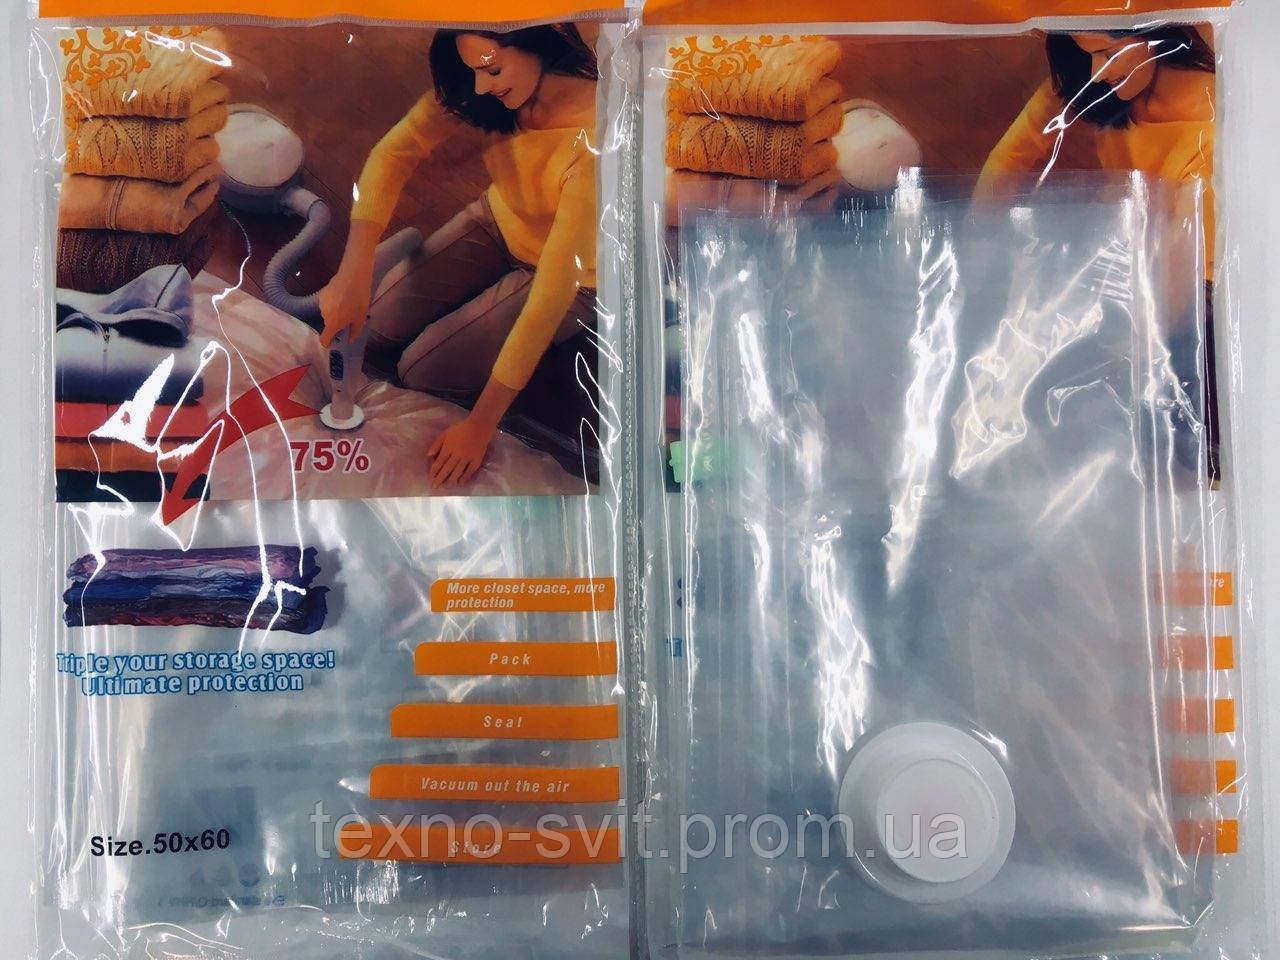 75%
More closet space, more
protection
Triple your storage space!
Ultimate protection
Pack
Seal
Vacuum out the air
Store
Size.50x60
texno-svit.prom.ua